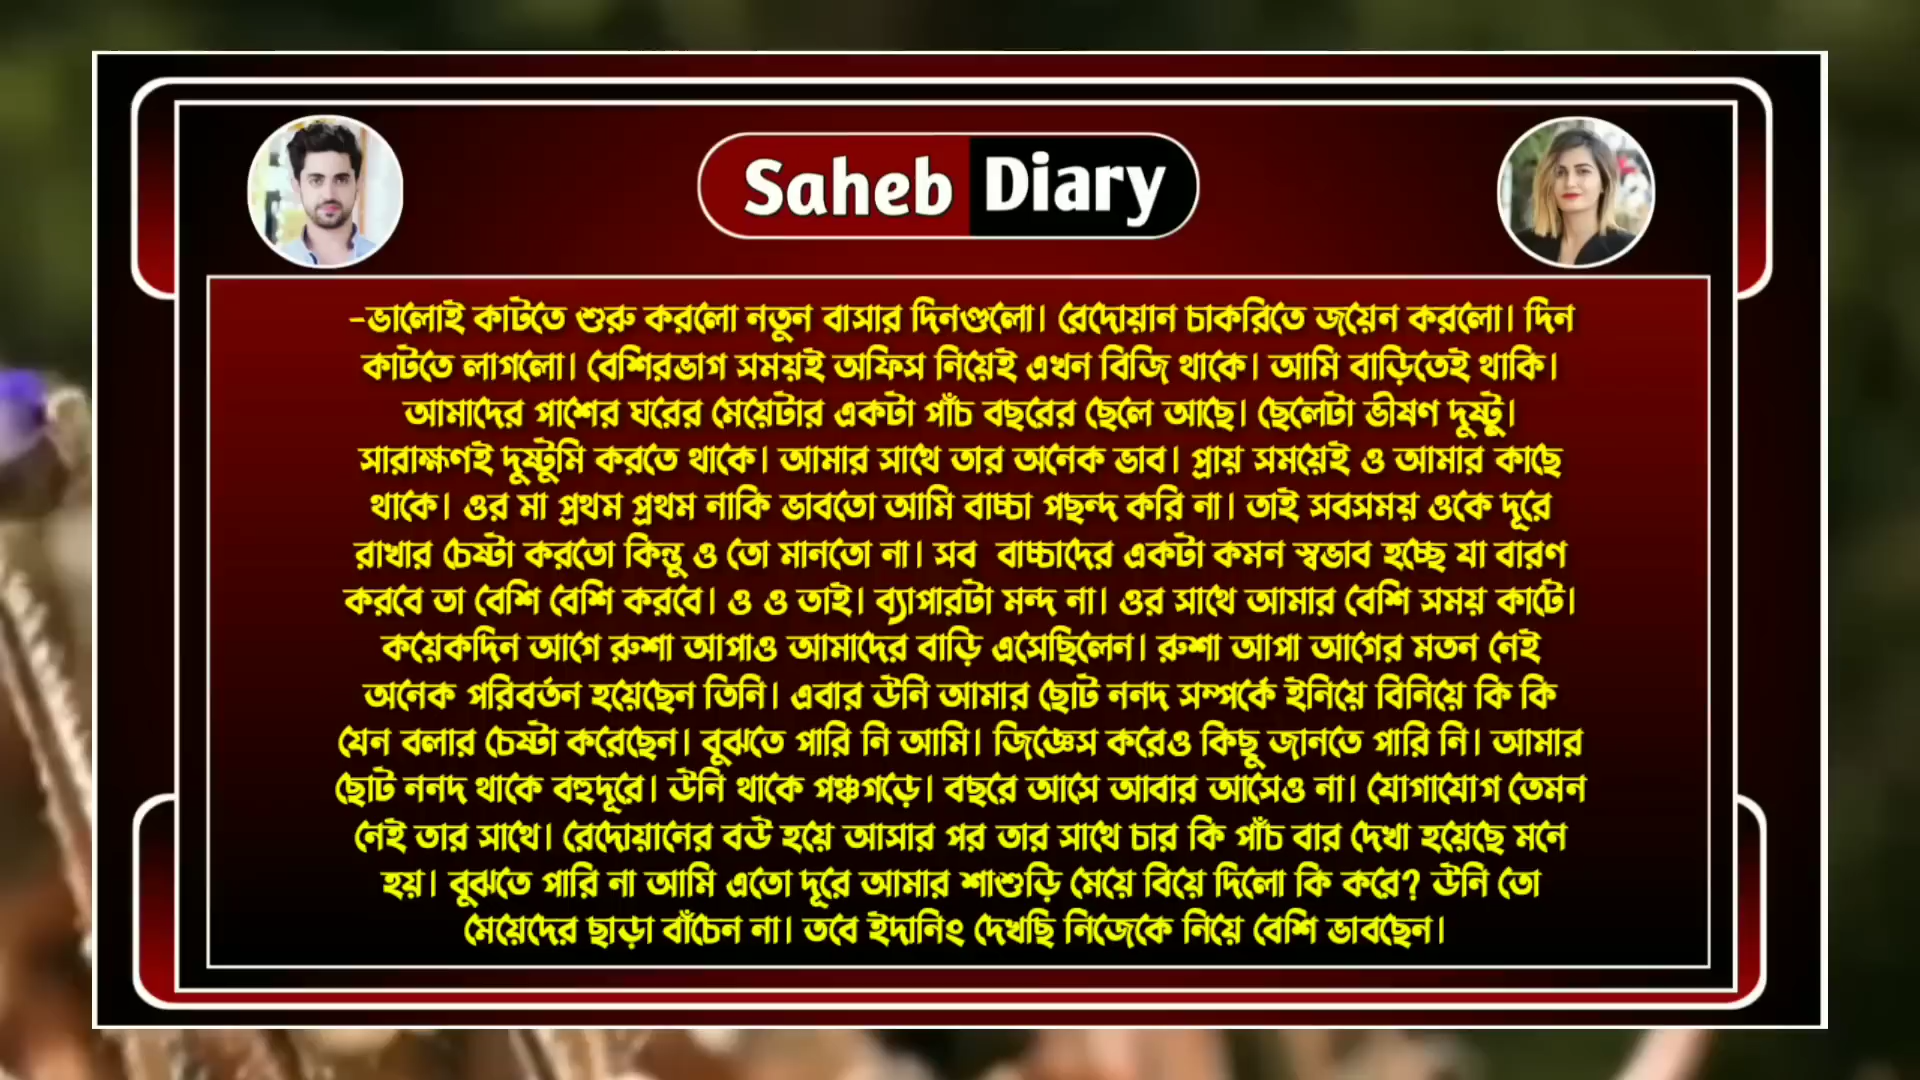 Saheb Diary
-ভালোই কাটতে শুরু করলো নতুন বাসার দিনগুলো। রেদোয়ান চাকরিতে জয়েন করলো। দিন
কাটতে লাগলো। বেশিরভাগ সময়ই অফিস নিয়েই এখন বিজি থাকে। আমি বাড়িতেই থাকি।
আমাদের পাশের ঘরের মেয়েটার একটা পাঁচ বছরের ছেলে আছে। ছেলেটা ভীষণ দুষ্টু।
সারাক্ষণই দুষ্টুমি করতে থাকে। আমার সাথে তার অনেক ভাব। প্রায় সময়েই ও আমার কাছে
থাকে। ওর মা প্রথম প্রথম নাকি ভাবতো আমি বাচ্চা পছন্দ করি না। তাই সবসময় ওকে দূরে
রাখার চেষ্টা করতো কিন্তু ও তো মানতো না। সব বাচ্চাদের একটা কমন স্বভাব হচ্ছে যা বারণ
করবে তা বেশি বেশি করবে। ও ও তাই। ব্যাপারটা মন্দ না। ওর সাথে আমার বেশি সময় কাটে।
কয়েকদিন আগে রুশা আপাও আমাদের বাড়ি এসেছিলেন। রুশা আপা আগের মতন নেই
অনেক পরিবর্তন হয়েছেন তিনি। এবার উনি আমার ছোট ননদ সম্পর্কে ইনিয়ে বিনিয়ে কি কি
যেন বলার চেষ্টা করেছেন। বুঝতে পারি নি আমি। জিজ্ঞেস করেও কিছু জানতে পারি নি। আমার
ছোট ননদ থাকে বহুদূরে। উনি থাকে পঞ্চগড়ে। বছরে আসে আবার আসেও না। যোগাযোগ তেমন
নেই তার সাথে। রেদোয়ানের বউ হয়ে আসার পর তার সাথে চার কি পাঁচ বার দেখা হয়েছে মনে
হয়। বুঝতে পারি না আমি এতো দূরে আমার শাশুড়ি মেয়ে বিয়ে দিলো কি করে? উনি তো
মেয়েদের ছাড়া বাঁচেন না। তবে ইদানিং দেখছি নিজেকে নিয়ে বেশি ভাবছেন।